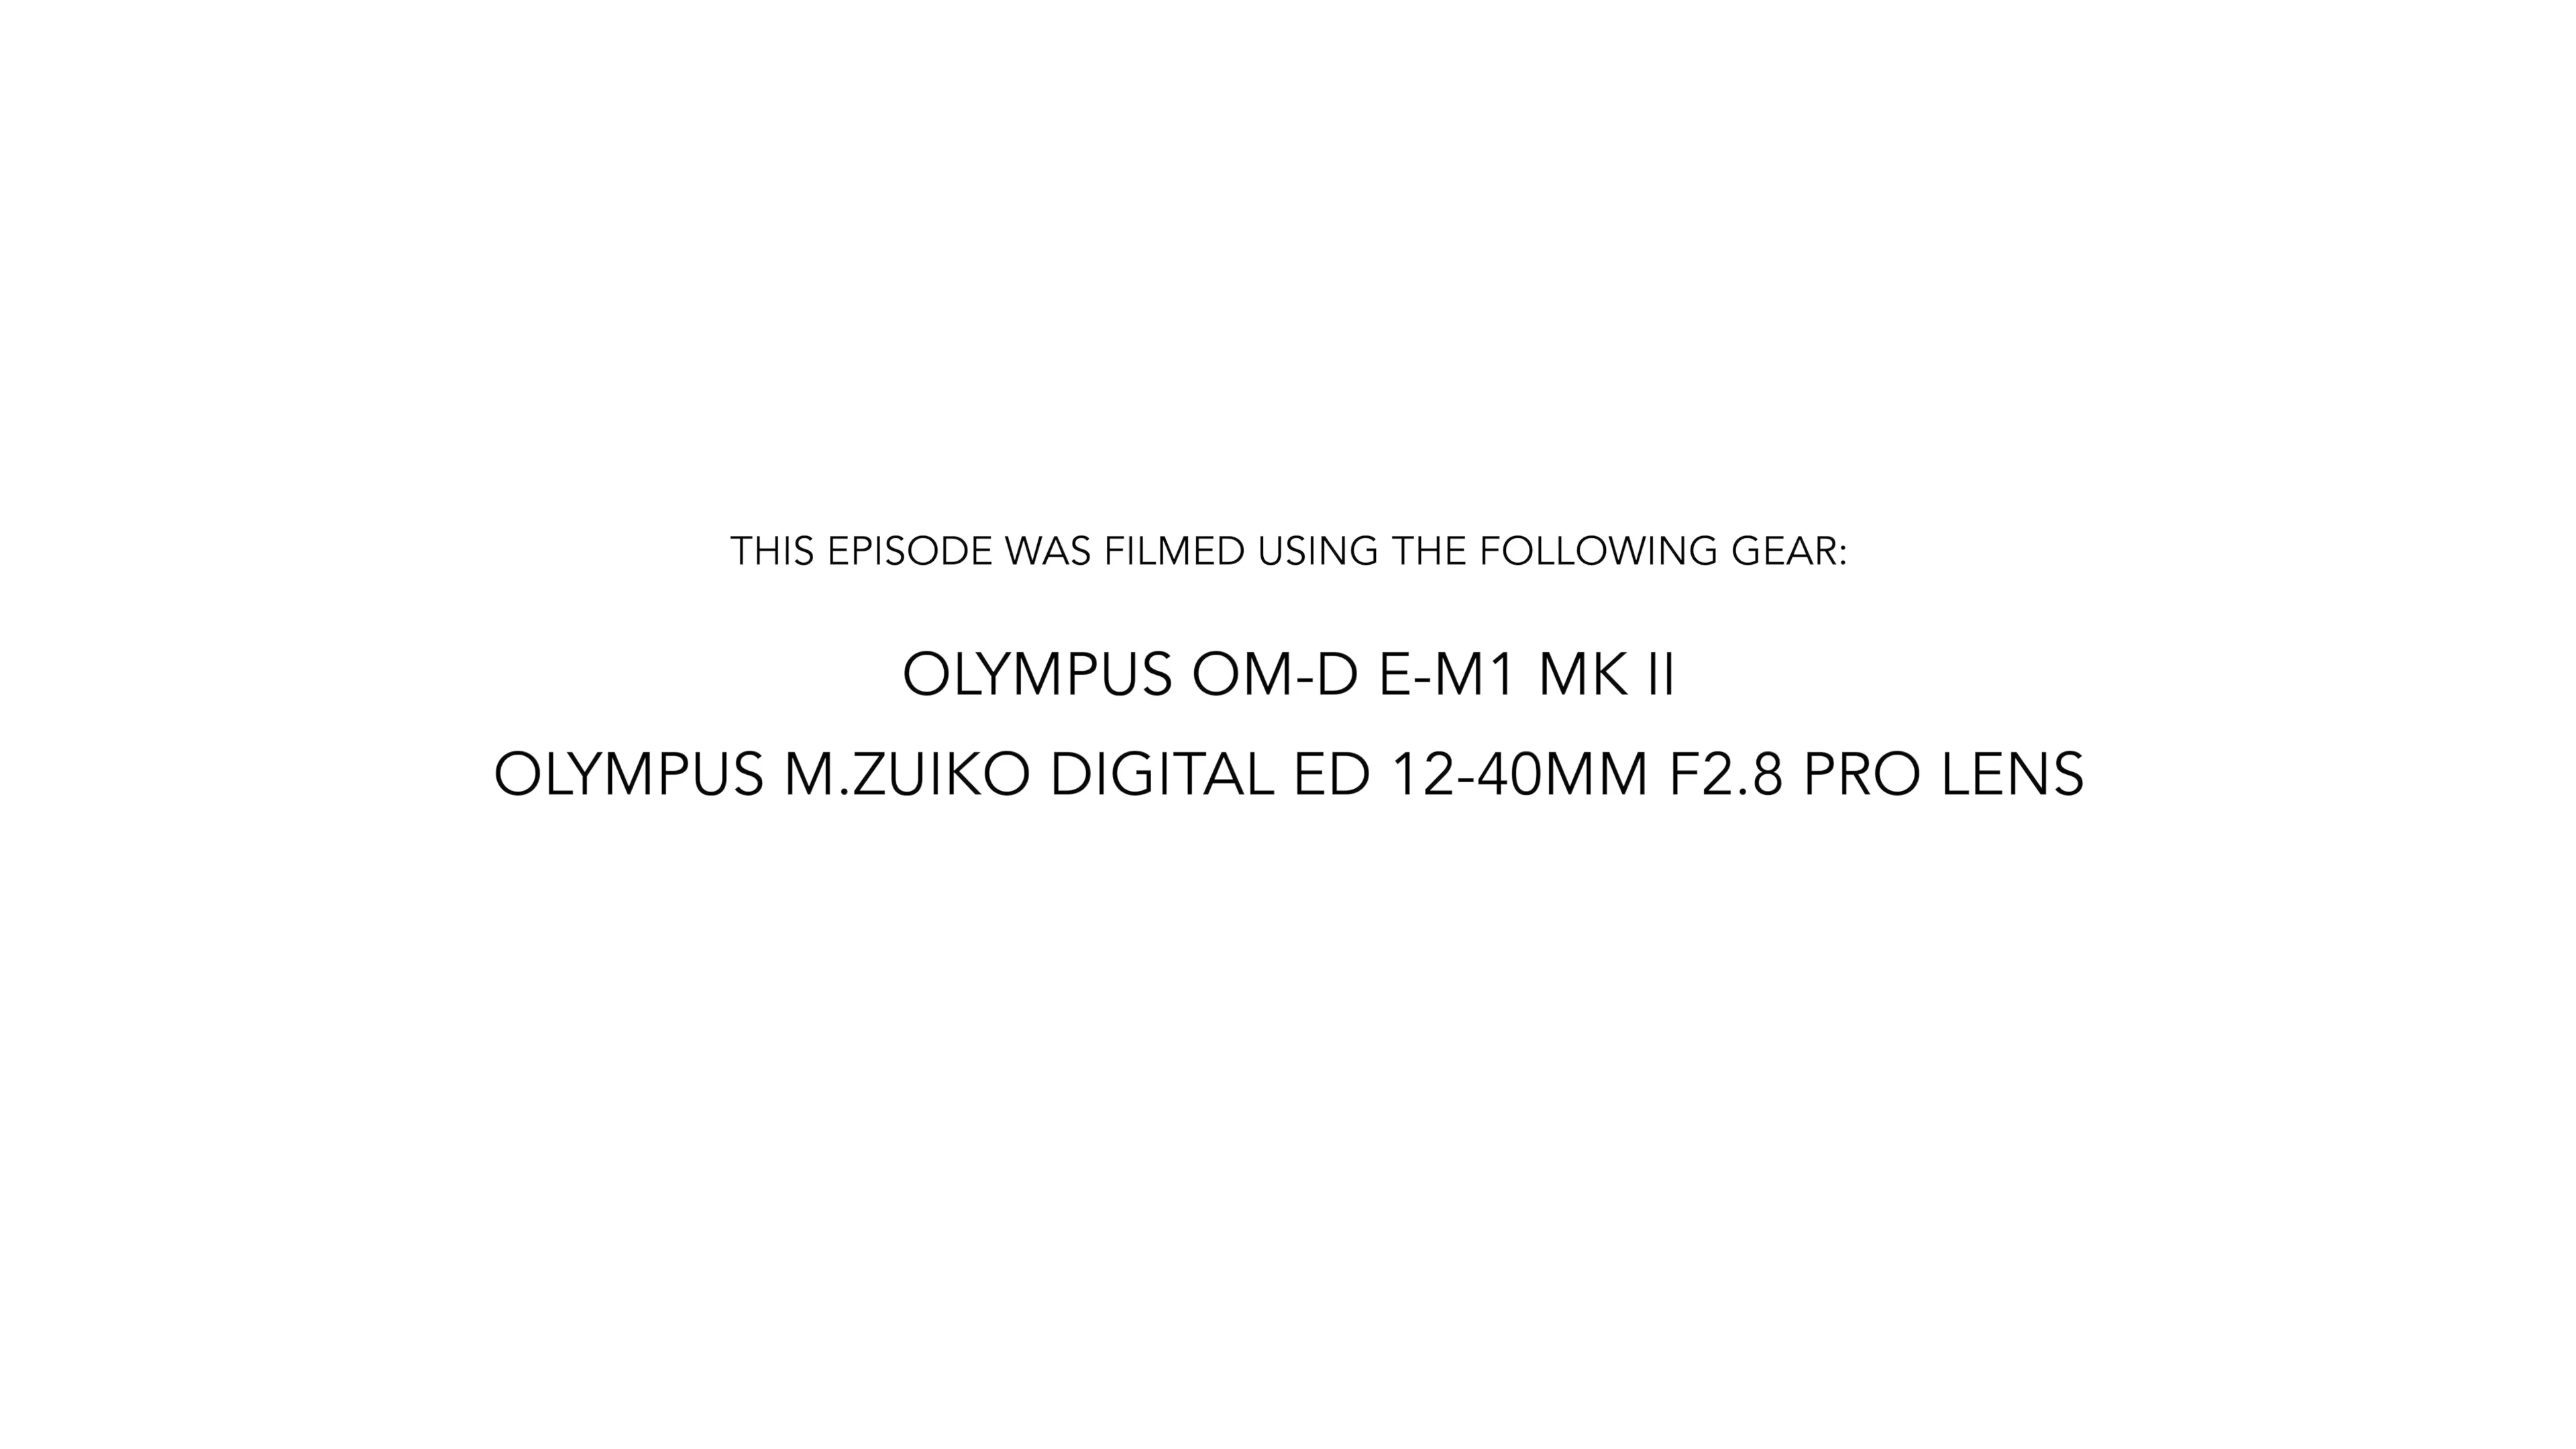 THIS EPISODE WAS FILMED USING THE FOLLOWING GEAR:
OLYMPUS OM-D E-M1 MK II
OLYMPUS M.ZUIKO DIGITAL ED 12-40MM F2.8 PRO LENS